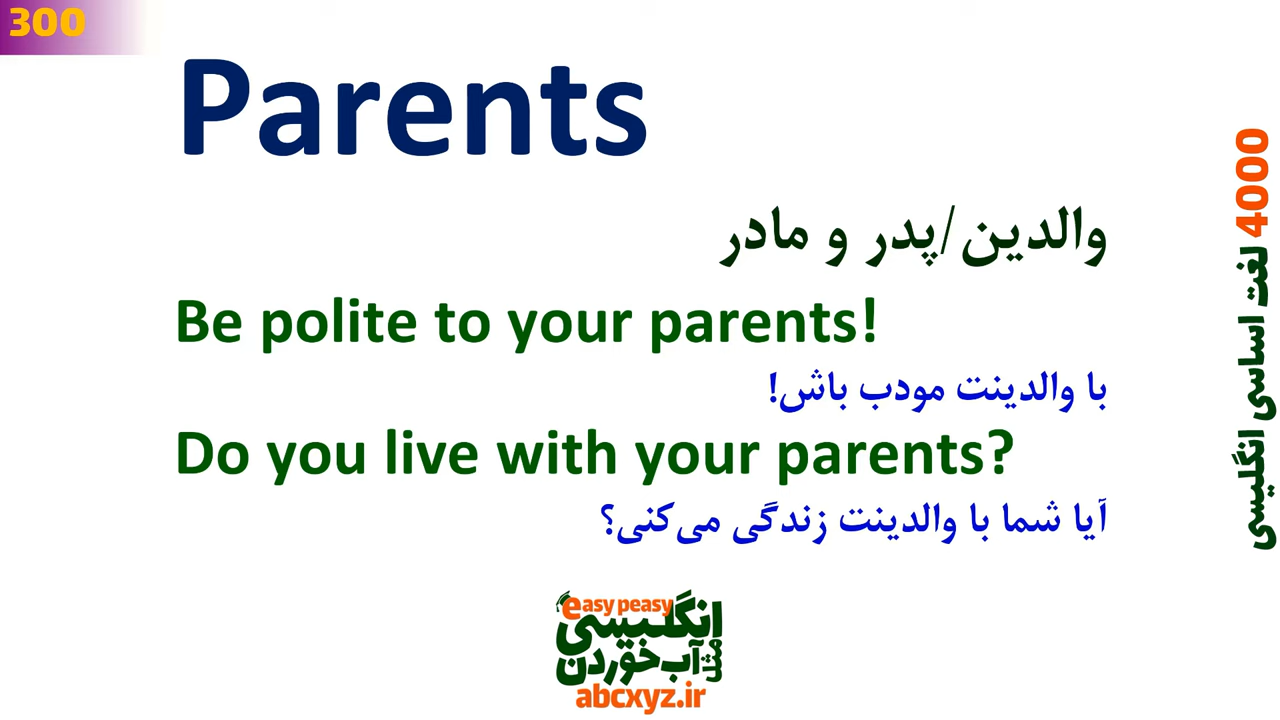 300
Parents
والدین/پدر و مادر
Be polite to your parents!
با والدینت مودب باش!
Do you live with your parents?
آیا شما با والدینت زندگی می‌کنی؟
4000 لغت اساسی انگلیسی
easy peasy
انگلیسی
مثل
آب خوردن
abcxyz.ir